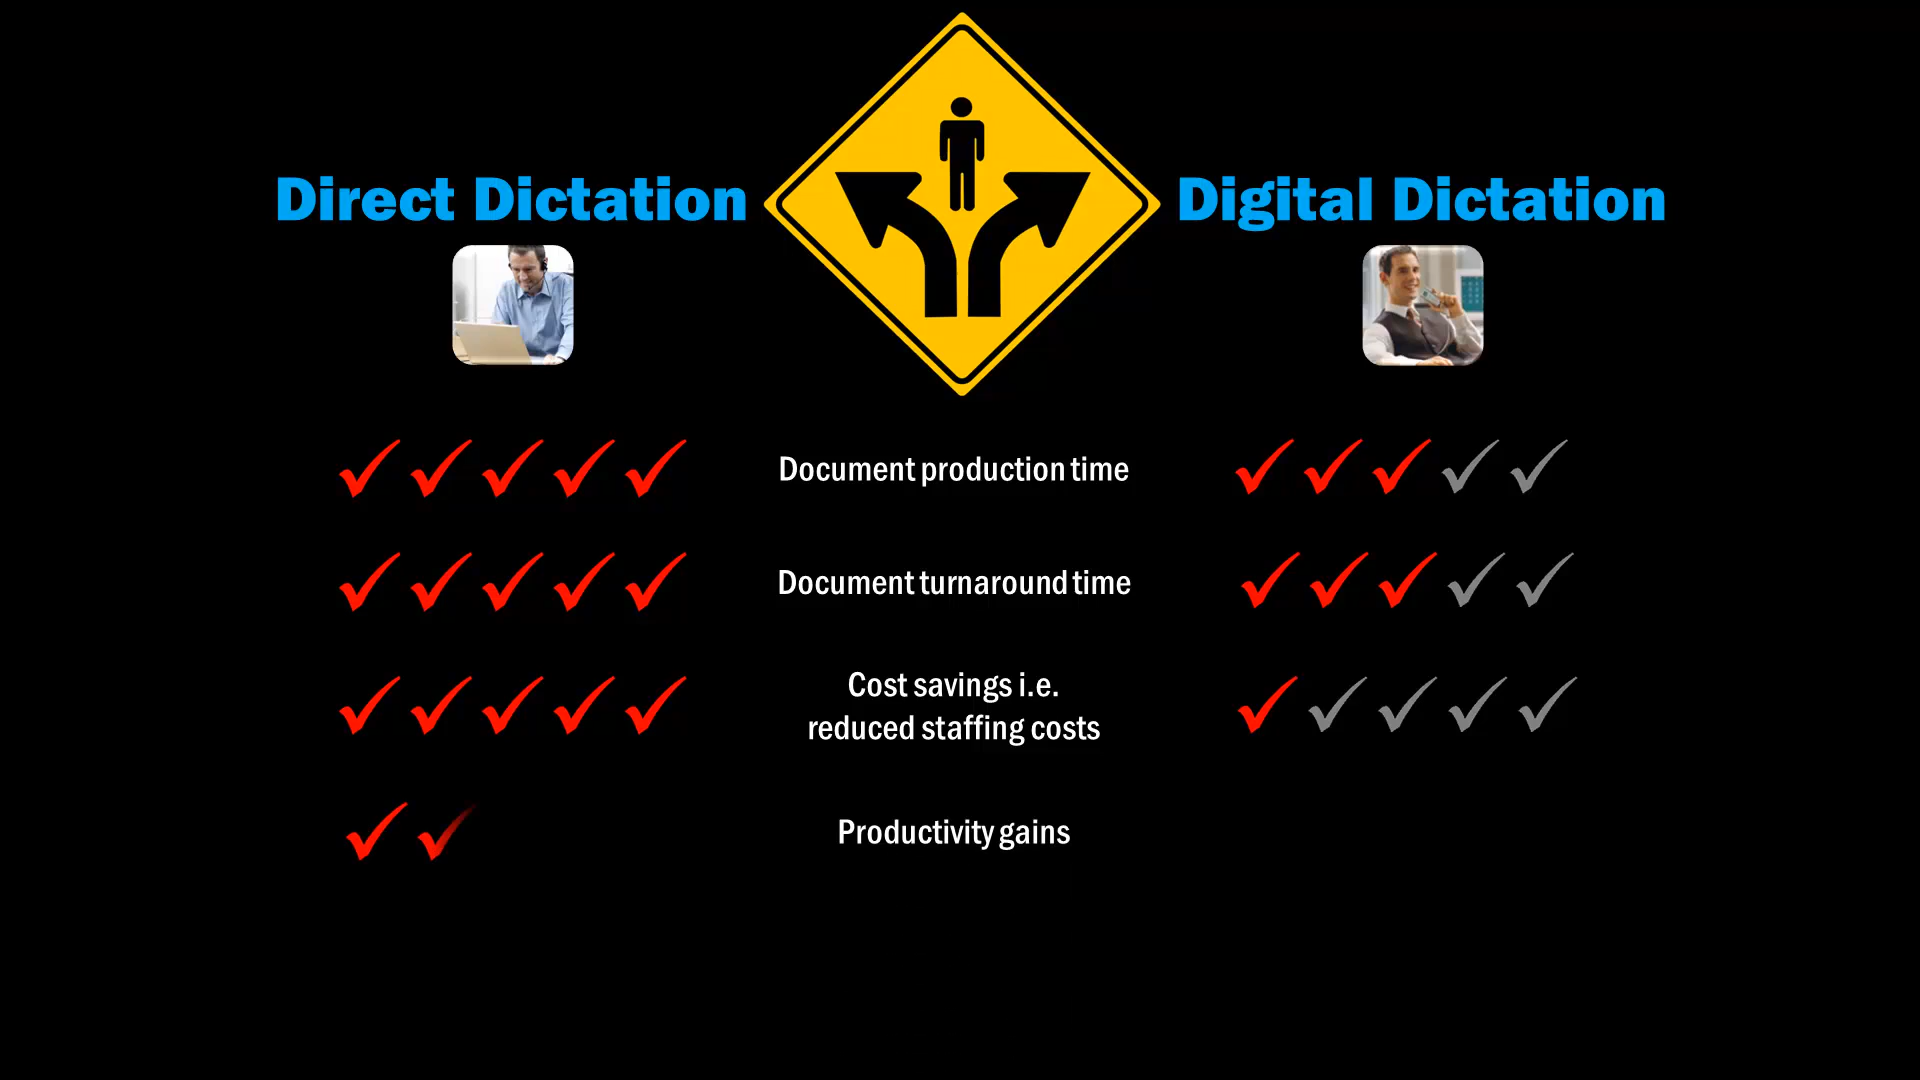 Direct Dictation
Digital Dictation
Document production time
Document turnaround time
Cost savings i.e.
reduced staffing costs
Productivity gains